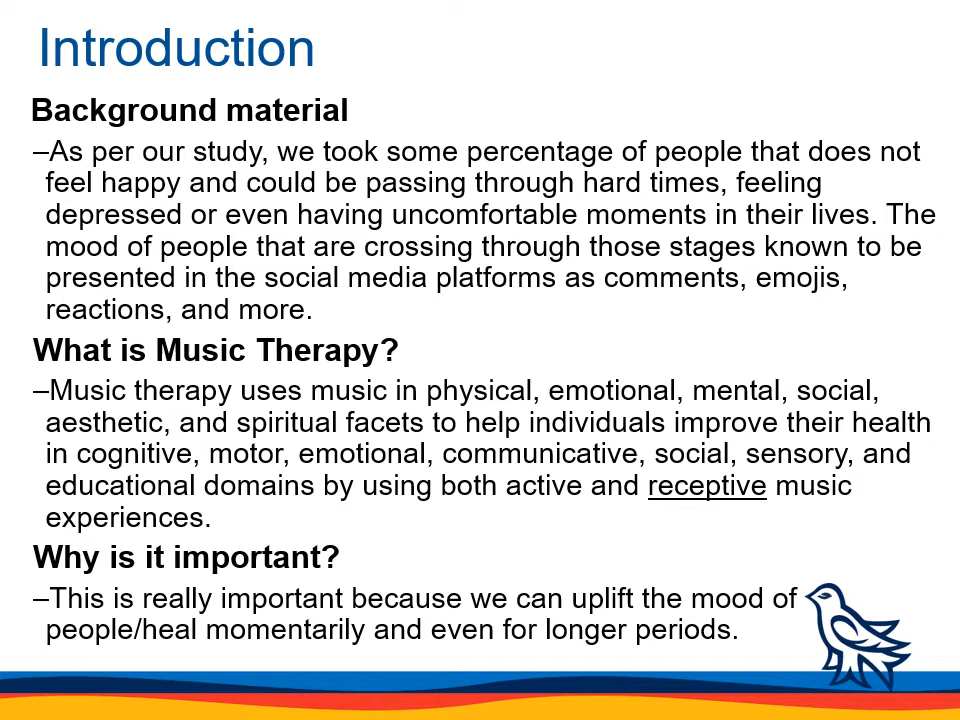 Introduction
Background material
–As per our study, we took some percentage of people that does not
feel happy and could be passing through hard times, feeling
depressed or even having uncomfortable moments in their lives. The
mood of people that are crossing through those stages known to be
presented in the social media platforms as comments, emojis,
reactions, and more.
What is Music Therapy?
–Music therapy uses music in physical, emotional, mental, social,
aesthetic, and spiritual facets to help individuals improve their health
in cognitive, motor, emotional, communicative, social, sensory, and
educational domains by using both active and receptive music
experiences.
Why is it important?
–This is really important because we can uplift the mood of
people/heal momentarily and even for longer periods.